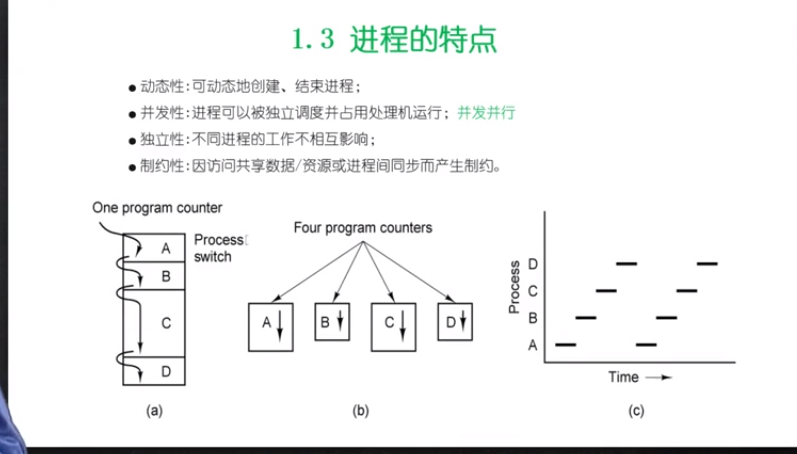 1.3 进程的特点
● 动态性:可动态地创建、结束进程;
● 并发性:进程可以被独立调度并占用处理机运行; 并发并行
● 独立性:不同进程的工作不相互影响;
● 制约性:因访问共享数据/资源或进程间同步而产生制约。
One program counter
Process
switch
A
B
C
D
(a)
Four program counters
A
B
C
D
(b)
Process
D
C
B
A
Time
(c)